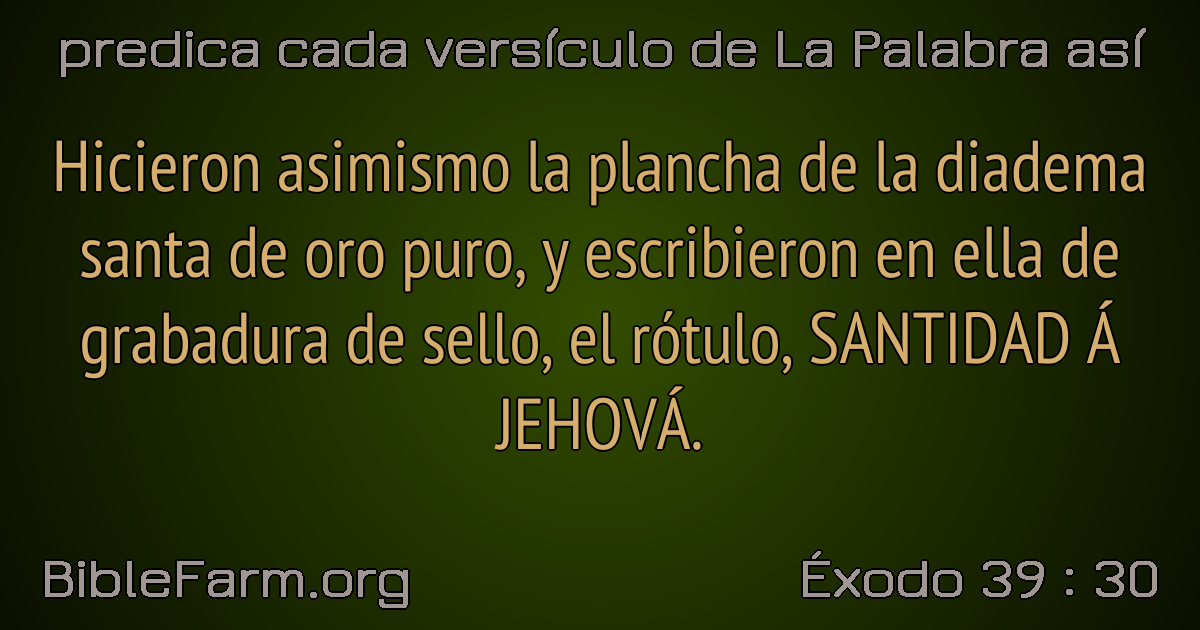 predica cada versículo de La Palabra así
Hicieron asimismo la plancha de la diadema
santa de oro puro, y escribieron en ella de
grabadura de sello, el rótulo, SANTIDAD Á
JEHOVÁ.
BibleFarm.org
Éxodo 39 : 30